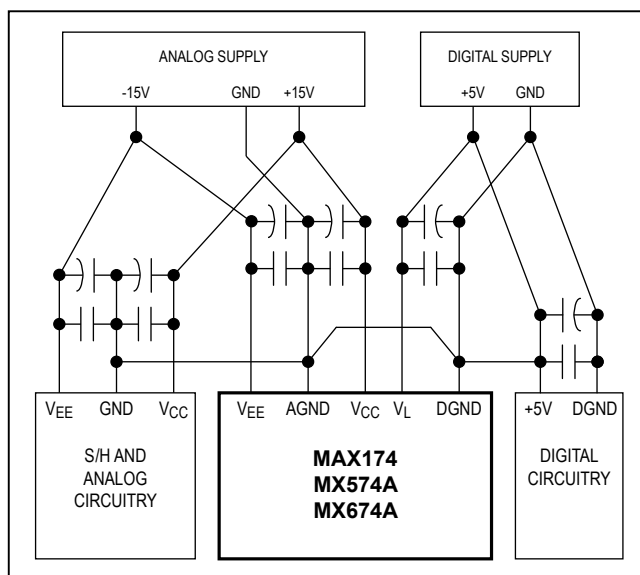 ANALOG SUPPLY
-15V GND +15V
DIGITAL SUPPLY
+5V GND
VEE GND VCC
S/H AND
ANALOG
CIRCUITRY
VEE AGND VCC VL DGND
MAX174
MX574A
MX674A
+5V DGND
DIGITAL
CIRCUITRY